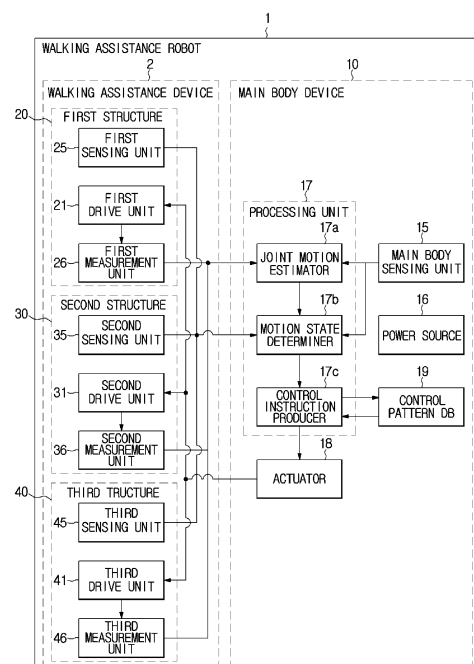 1
WALKING ASSISTANCE ROBOT
2
10
WALKING ASSISTANCE DEVICE
MAIN BODY DEVICE
20
FIRST STRUCTURE
25
FIRST
SENSING UNIT
21
FIRST
DRIVE UNIT
26
FIRST
MEASUREMENT
UNIT
30
SECOND STRUCTURE
35
SECOND
SENSING UNIT
31
SECOND
DRIVE UNIT
36
SECOND
MEASUREMENT
UNIT
40
THIRD TRUCTURE
45
THIRD
SENSING UNIT
41
THIRD
DRIVE UNIT
46
THIRD
MEASUREMENT
UNIT
17
PROCESSING UNIT
17a
JOINT MOTION
ESTIMATOR
17b
MOTION STATE
DETERMINER
17c
CONTROL
INSTRUCTION
PRODUCER
18
ACTUATOR
15
MAIN BODY
SENSING UNIT
16
POWER SOURCE
19
CONTROL
PATTERN DB